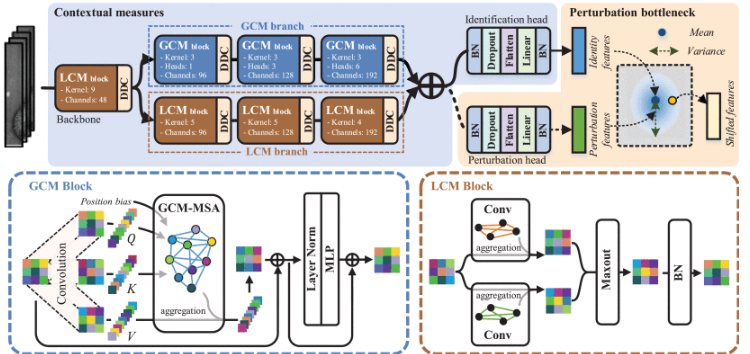 Contextual measures
GCM branch
Identification head
Perturbation bottleneck
LCM block
- Kernel: 9
- Channels: 48
DDC
Backbone
GCM block
- Kernel: 3
- Heads: 1
- Channels: 96
DDC
GCM block
- Kernel: 3
- Heads: 3
- Channels: 128
DDC
GCM block
- Kernel: 3
- Heads: 6
- Channels: 192
DDC
LCM block
- Kernel: 5
- Channels: 96
DDC
LCM block
- Kernel: 5
- Channels: 128
DDC
LCM block
- Kernel: 4
- Channels: 192
DDC
LCM branch
BN
Dropout
Flatten
Linear
BN
Identity features
BN
Dropout
Flatten
Linear
BN
Perturbation head
Perturbation features
Mean
Variance
Shifted features
GCM Block
Position bias
Convolution
Q
K
V
GCM-MSA
aggregation
Layer Norm
MLP
LCM Block
Conv
aggregation
aggregation
Conv
Maxout
BN